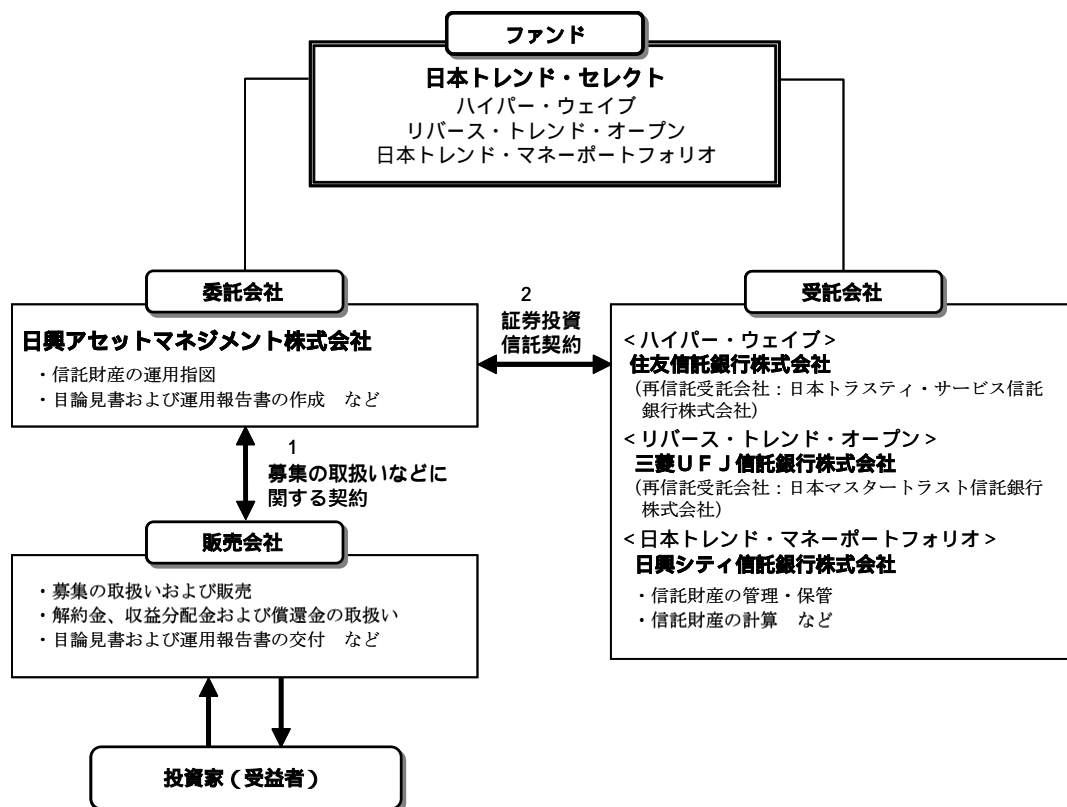 ファンド
日本トレンド・セレクト
ハイパー・ウェイブ
リバース・トレンド・オープン
日本トレンド・マネーポートフォリオ
委託会社
日興アセットマネジメント株式会社
・信託財産の運用指図
・目論見書および運用報告書の作成　など
2
証券投資
信託契約
受託会社
＜ハイパー・ウェイブ＞
住友信託銀行株式会社
(再信託受託会社：日本トラスティ・サービス信託
銀行株式会社)
＜リバース・トレンド・オープン＞
三菱ＵＦＪ信託銀行株式会社
(再信託受託会社：日本マスタートラスト信託銀行
株式会社)
＜日本トレンド・マネーポートフォリオ＞
日興シティ信託銀行株式会社
・信託財産の管理・保管
・信託財産の計算　など
1
募集の取扱いなどに
関する契約
販売会社
・募集の取扱いおよび販売
・解約金、収益分配金および償還金の取扱い
・目論見書および運用報告書の交付　など
投資家（受益者）